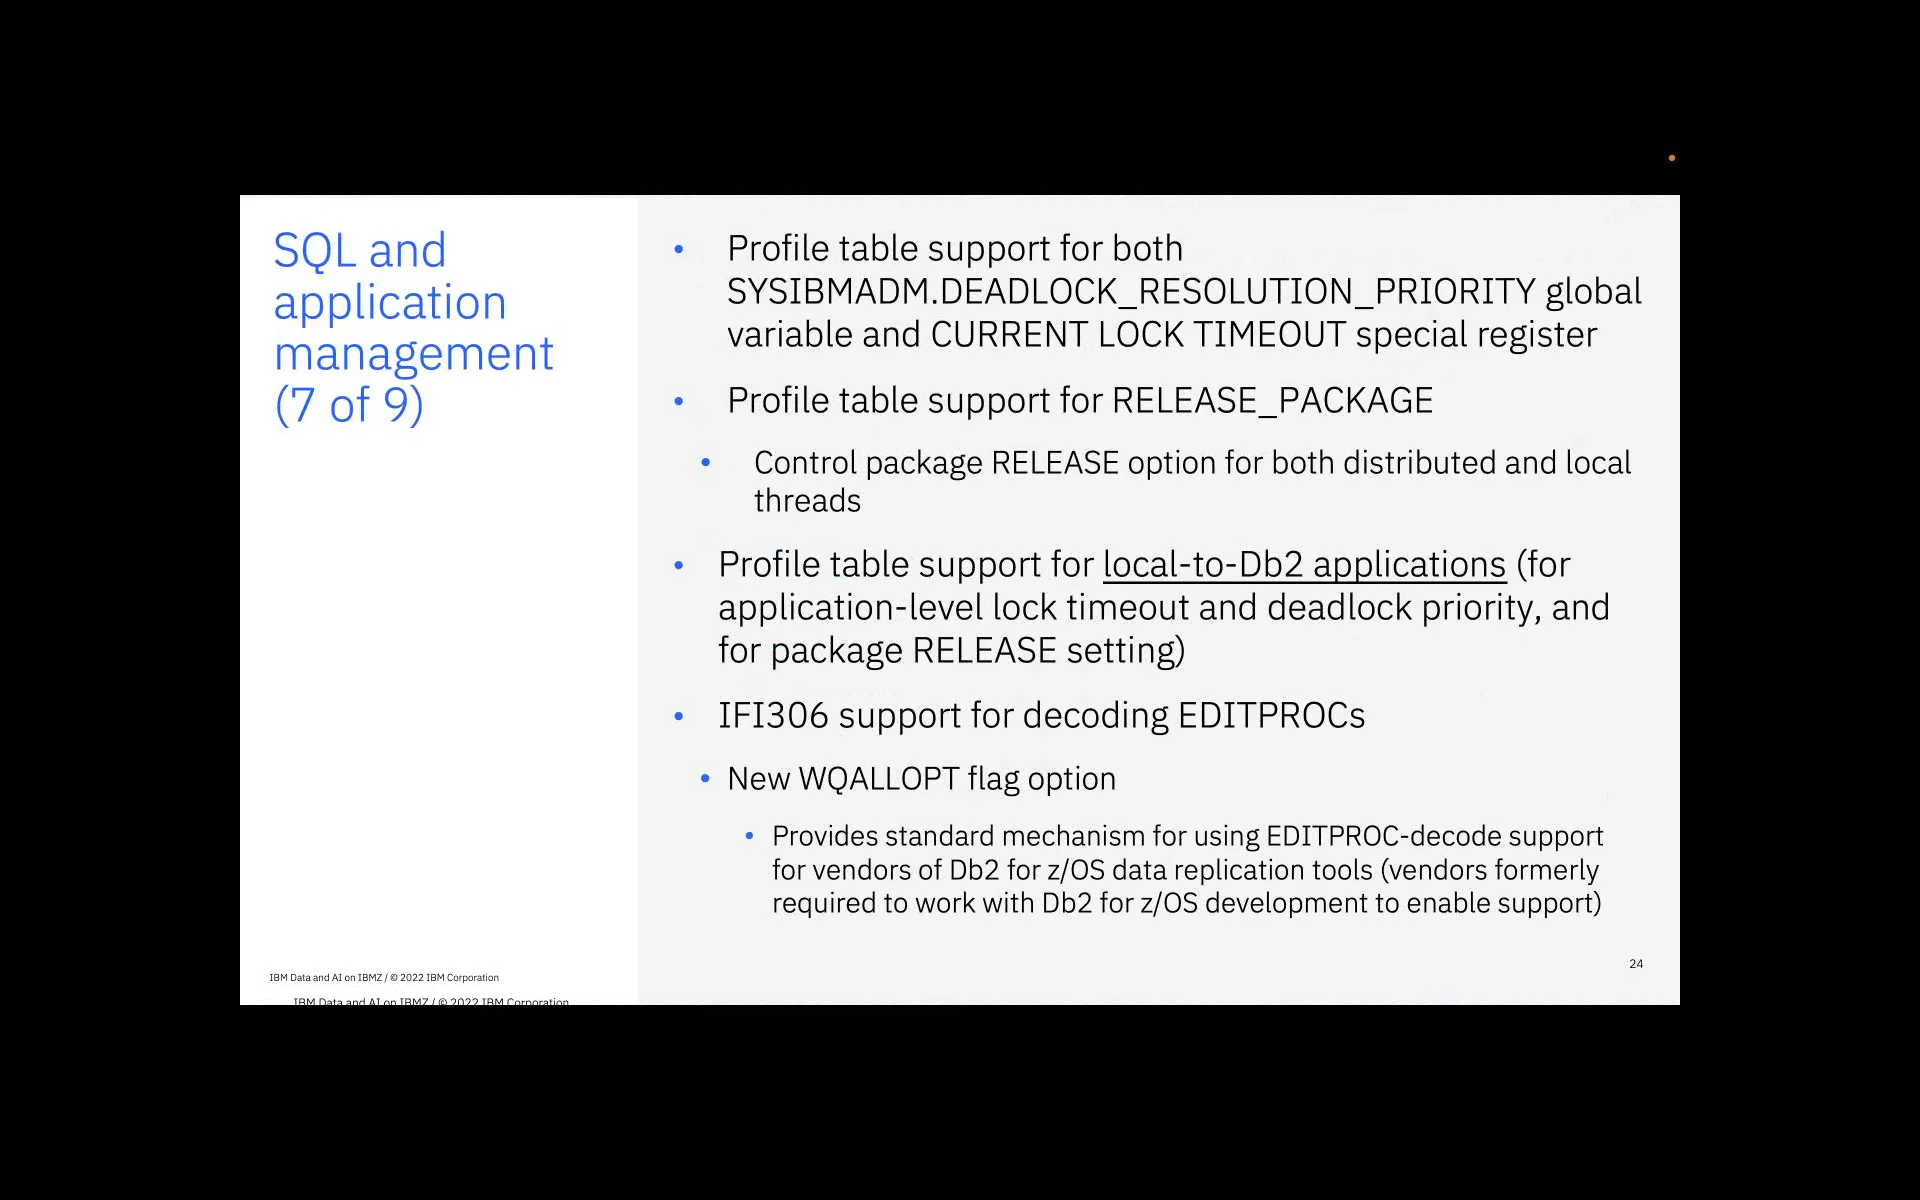 SQL and
application
management
(7 of 9)
• Profile table support for both
SYSIBMADM.DEADLOCK_RESOLUTION_PRIORITY global
variable and CURRENT LOCK TIMEOUT special register
• Profile table support for RELEASE_PACKAGE
• Control package RELEASE option for both distributed and local
threads
• Profile table support for local-to-Db2 applications (for
application-level lock timeout and deadlock priority, and
for package RELEASE setting)
• IFI306 support for decoding EDITPROCs
• New WQALLOPT flag option
• Provides standard mechanism for using EDITPROC-decode support
for vendors of Db2 for z/OS data replication tools (vendors formerly
required to work with Db2 for z/OS development to enable support)
24
IBM Data and AI on IBMZ / © 2022 IBM Corporation
IBM Data and AI on IBMZ / © 2022 IBM Corporation